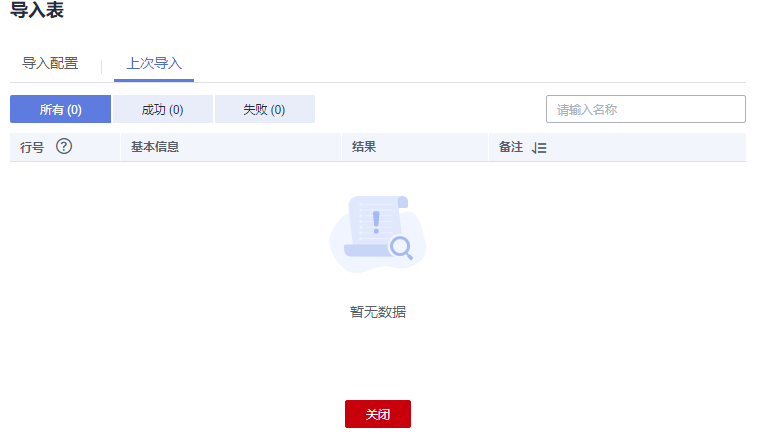 导入表
导入配置 上次导入
所有 (0) 成功 (0) 失败 (0) 请输入名称
行号 ? 基本信息 结果 备注
暂无数据
关闭